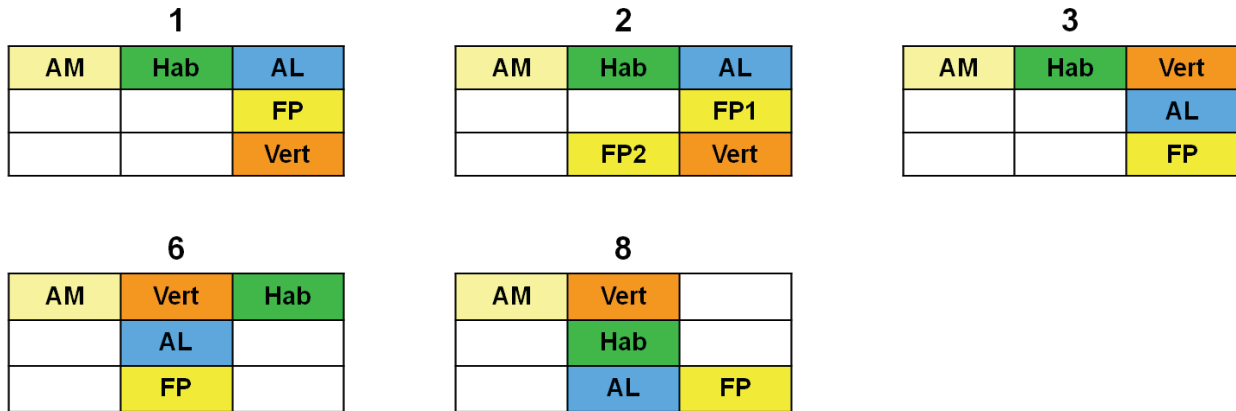 1
AM Hab AL
FP
Vert
2
AM Hab AL
FP1
FP2 Vert
3
AM Hab Vert
AL
FP
6
AM Vert Hab
AL
FP
8
AM Vert
Hab
AL FP